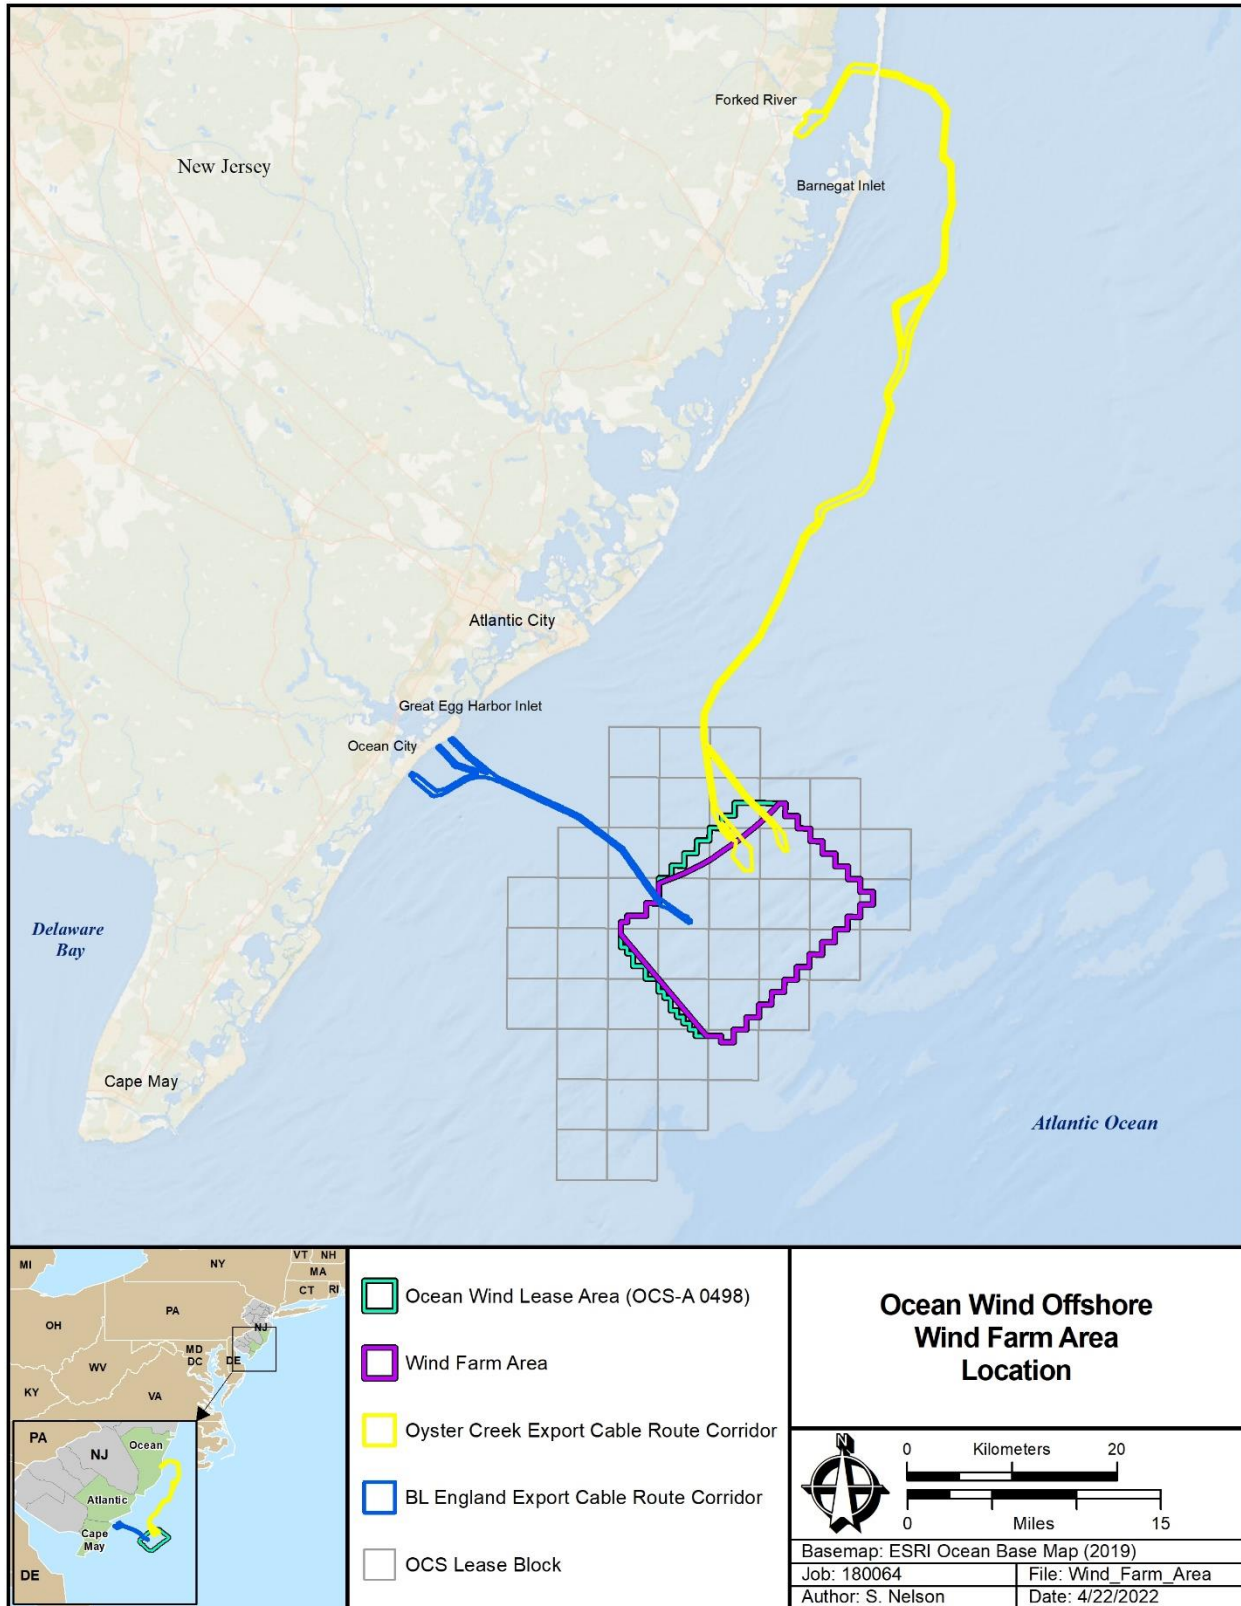 Forked River
New Jersey
Barnegat Inlet
Atlantic City
Great Egg Harbor Inlet
Ocean City
Delaware
Bay
Cape May
Atlantic Ocean
MI
NY
VT
NH
MA
CT
RI
PA
OH
NJ
MD
DC
DE
WV
KY
VA
PA
NJ
Ocean
Atlantic
Cape
May
DE
Ocean Wind Lease Area (OCS-A 0498)
Wind Farm Area
Oyster Creek Export Cable Route Corridor
BL England Export Cable Route Corridor
OCS Lease Block
Ocean Wind Offshore
Wind Farm Area
Location
N
0 Kilometers 20
0 Miles 15
Basemap: ESRI Ocean Base Map (2019)
Job: 180064
File: Wind_Farm_Area
Author: S. Nelson
Date: 4/22/2022